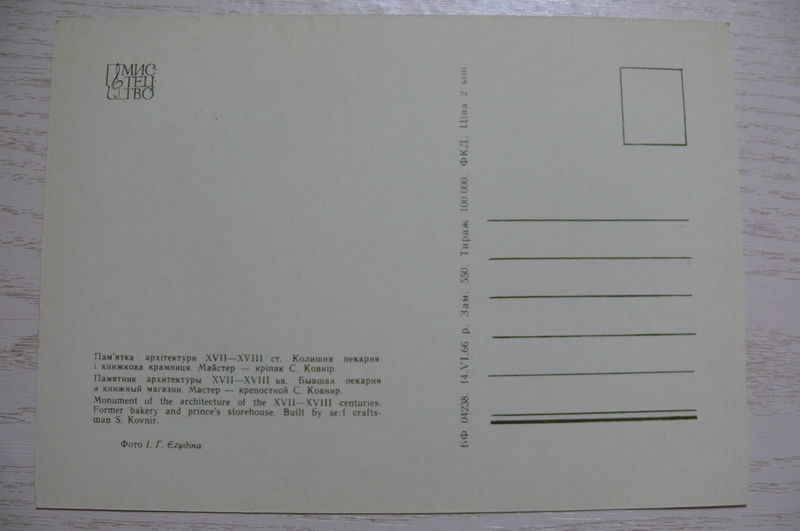 МИС
ТЕЦ
ТВО
Пам'ятка архітектури XVII—XVIII ст. Колишня пекарня
і книжкова крамниця. Майстер — кріпак С. Ковнір.
Памятник архитектуры XVII—XVIII вв. Бывшая пекарня
и книжный магазин. Мастер — крепостной С. Ковнир.
Monument of the architecture of the XVII—XVIII centuries.
Former bakery and prince's storehouse. Built by serf crafts-
man S. Kovnir.
Фото І. Г. Єгудіна
БФ 04238. 14.VI.66 р. Зам. 550. Тираж 100 000. ФКД. Ціна 2 коп.